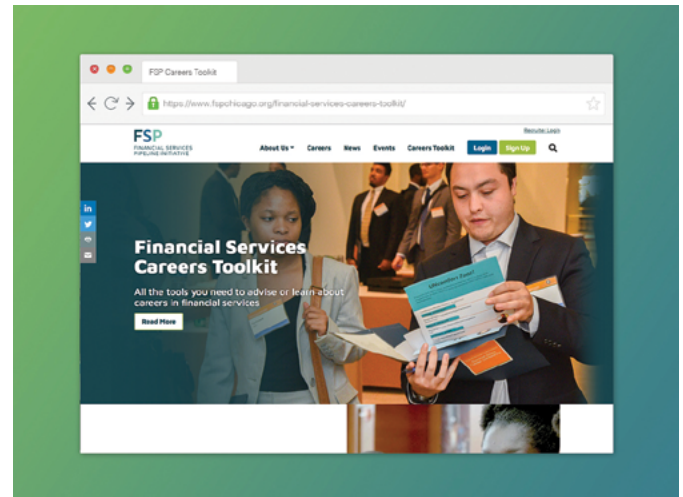 FSP Careers Toolkit
https://www.fspchicago.org/financial-services-careers-toolkit/
Recruiter Login
FSP
FINANCIAL SERVICES
PIPELINE INITIATIVE
About Us
Careers
News
Events
Careers Toolkit
Login
Sign Up
in
Financial Services
Careers Toolkit
All the tools you need to advise or learn about
careers in financial services
Read More